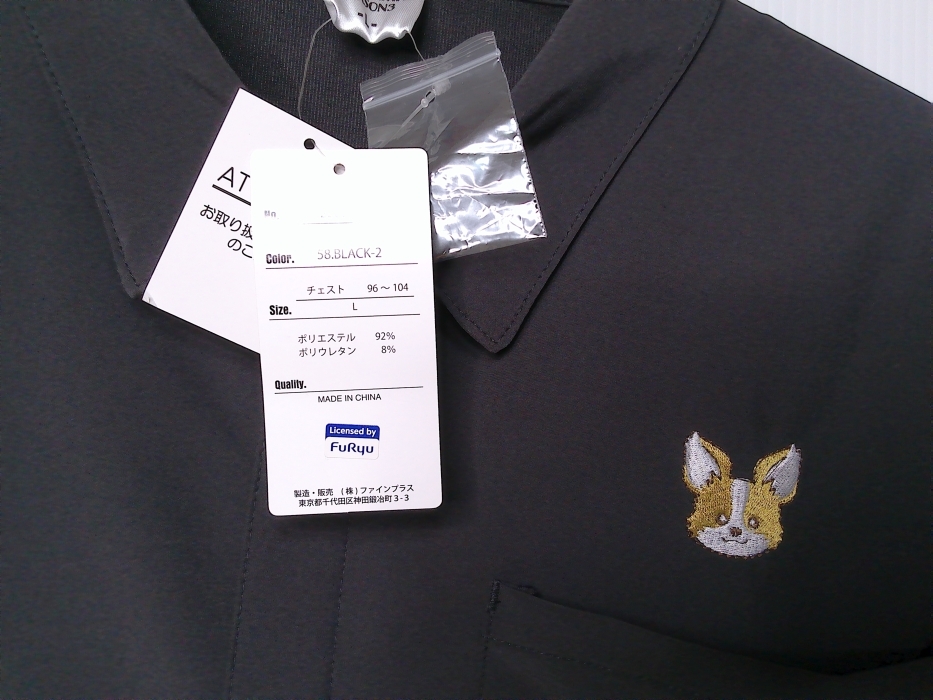 SONS
AT
お取り扱
のご
Color. 58.BLACK-2
チェスト 96～104
Size. L
ポリエステル 92%
ポリウレタン 8%
Quality.
MADE IN CHINA
Licensed by
FuRyu
製造・販売 (株)ファインプラス
東京都千代田区神田鍛冶町3-3